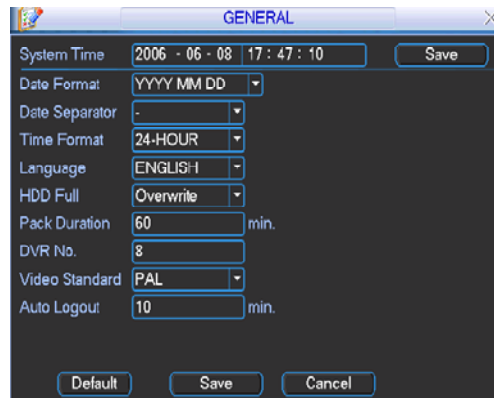 GENERAL
System Time 2006 - 06 - 08 17 : 47 : 10 Save
Date Format YYYY MM DD
Date Separator -
Time Format 24-HOUR
Language ENGLISH
HDD Full Overwrite
Pack Duration 60 min.
DVR No. 8
Video Standard PAL
Auto Logout 10 min.
Default Save Cancel